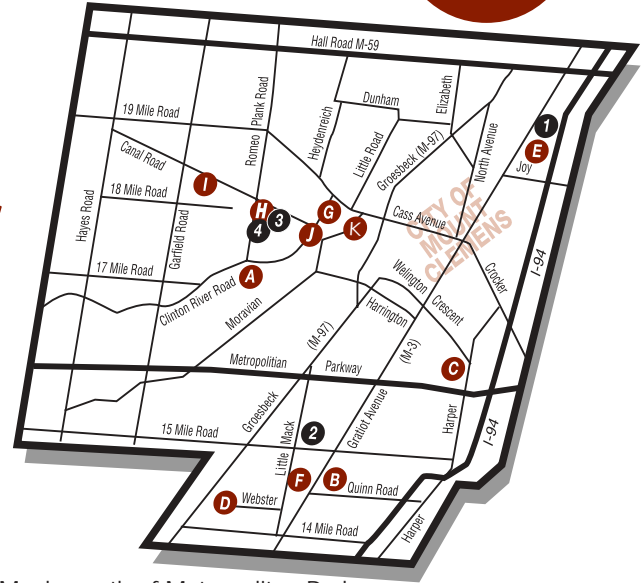 Hall Road M-59
Plank Road
Romeo
Elizabeth
Dunham
Heydenreich
Little Road
Groesbeck (M-97)
North Avenue
1
E
Joy
19 Mile Road
Canal Road
I
18 Mile Road
Hayes Road
Garfield Road
H
3
4
G
J
K
Cass Avenue
CITY OF
MOUNT
CLEMENS
I-94
17 Mile Road
A
Clinton River Road
Moravian
Welington
Crescent
Crocker
Harrington
(M-97)
(M-3)
C
Metropolitan
Parkway
Groesbeck
Gratiot Avenue
Harper
I-94
15 Mile Road
Little Mack
2
F
B
Quinn Road
D
Webster
14 Mile Road
Harper